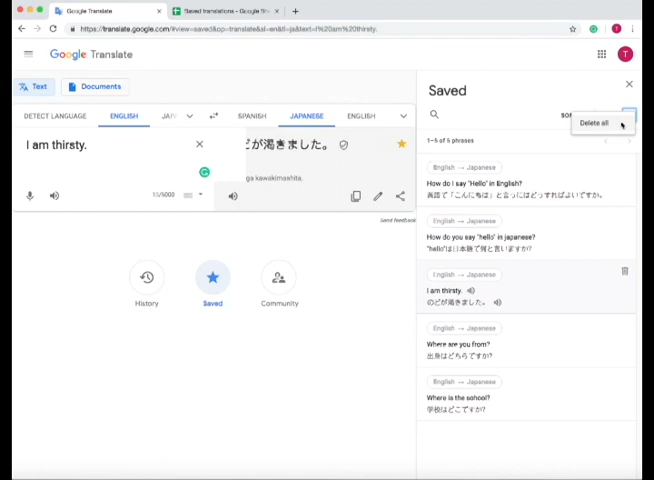 Google Translate
Saved translations - Google She
https://translate.google.com/#view=saved&op=translate&sl=en&tl=ja&text=I%20am%20thirsty.
Google Translate
T
Text
Documents
Saved
DETECT LANGUAGE
ENGLISH
SPANISH
JAPANESE
ENGLISH
Delete all
I am thirsty.
が渇きました。
1–5 of 5 phrases
ga kawakimashita.
13/5000
Send feedback
History
Saved
Community
English → Japanese
How do I say "Hello" in English?
英語で「こんにちは」と言うにはどうすればよいですか。
English → Japanese
How do you say "hello" in japanese?
"hello"は日本語で何と言いますか?
English → Japanese
I am thirsty.
のどが渇きました。
English → Japanese
Where are you from?
出身はどちらですか?
English → Japanese
Where is the school?
学校はどこですか?